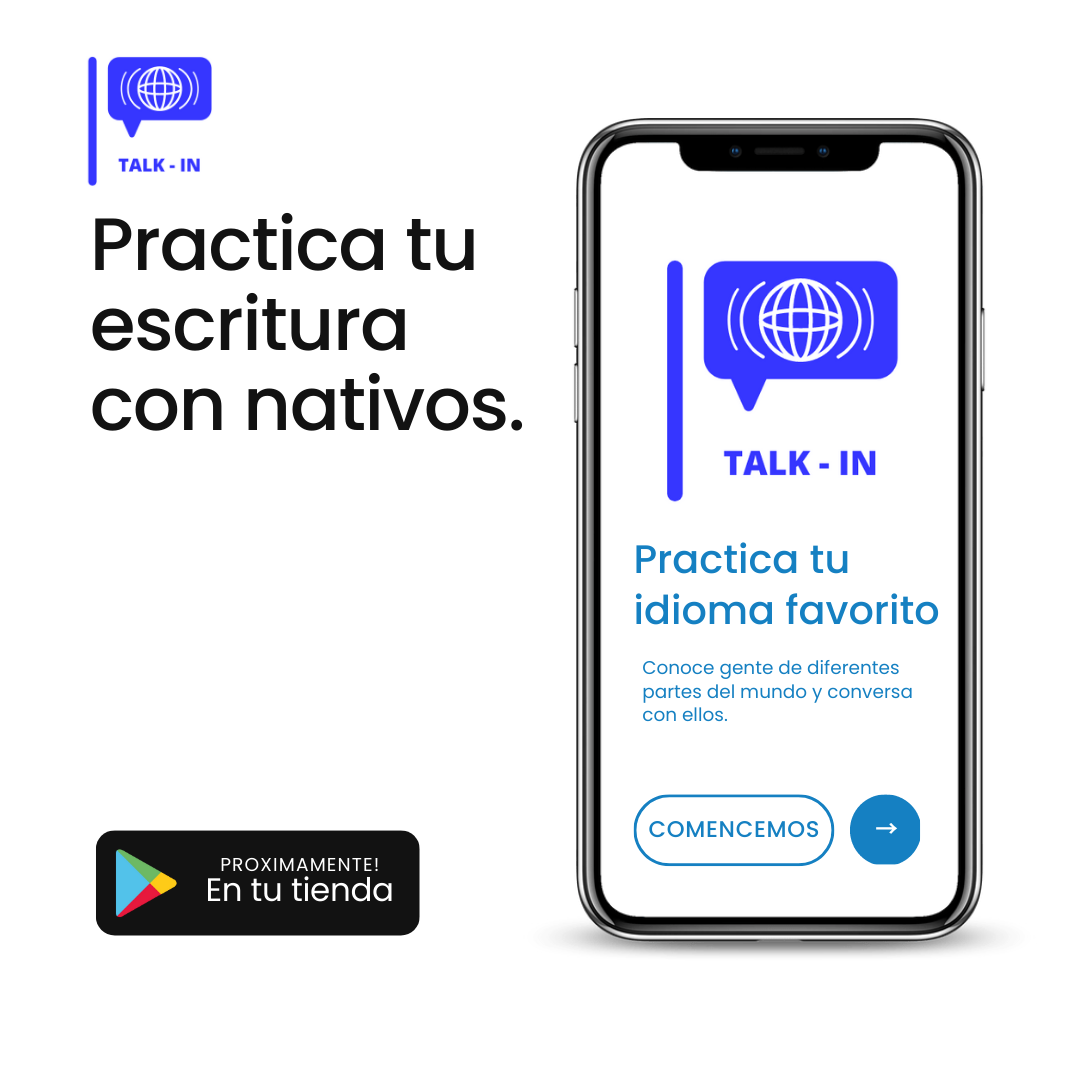 TALK - IN
Practica tu
escritura
con nativos.
PROXIMAMENTE!
En tu tienda
TALK - IN
Practica tu
idioma favorito
Conoce gente de diferentes
partes del mundo y conversa
con ellos.
COMENCEMOS →